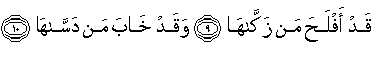 قَدْ أَفْلَحَ مَن زَكَّىٰهَا ۝٩ وَقَدْ خَابَ مَن دَسَّىٰهَا ۝١٠